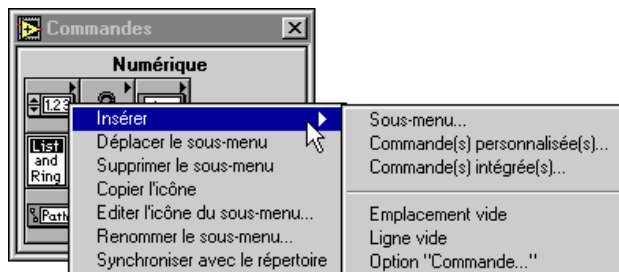 Commandes
Numérique
1.23
Insérer
Sous-menu...
Déplacer le sous-menu
Commande(s) personnalisée(s)...
List
and
Ring
Supprimer le sous-menu
Commande(s) intégrée(s)...
Copier l'icône
Path
Editer l'icône du sous-menu...
Emplacement vide
Renommer le sous-menu...
Ligne vide
Synchroniser avec le répertoire
Option "Commande..."